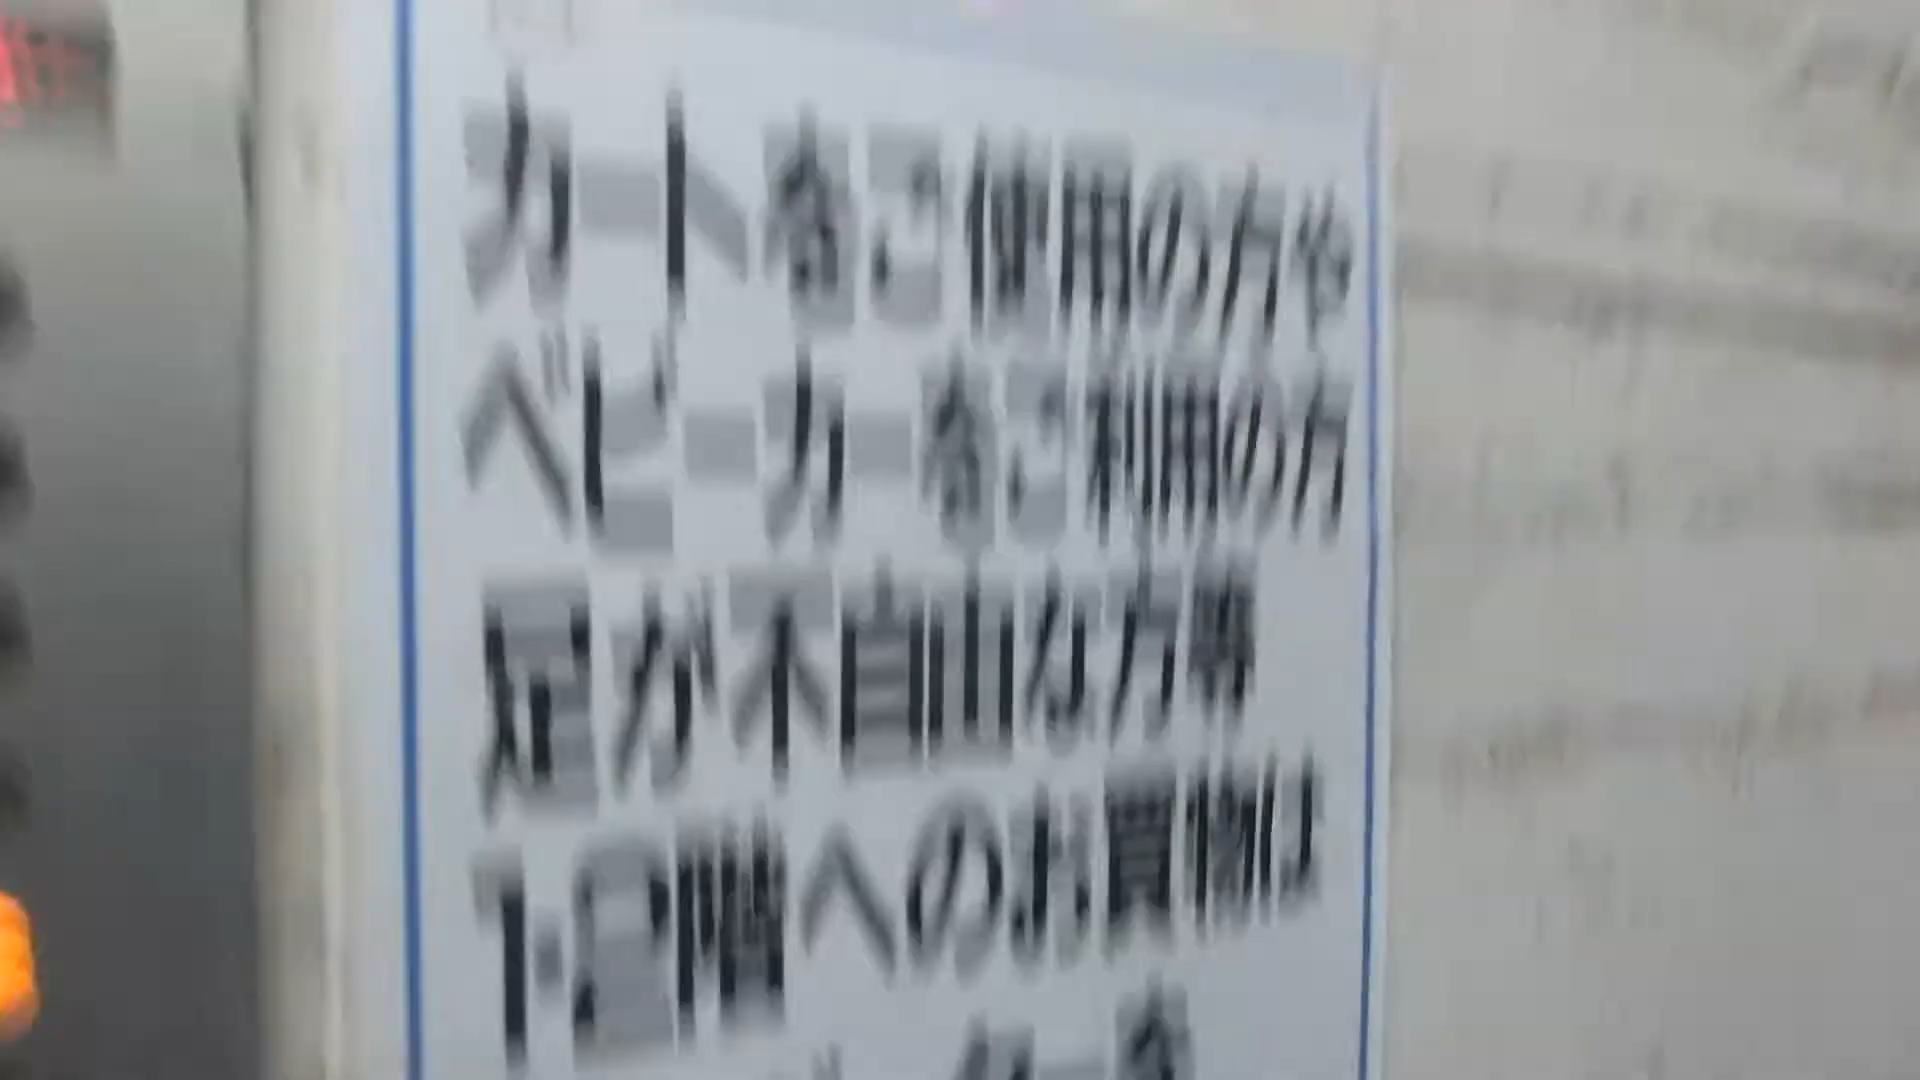 カートをご使用の方や
ベビーカーをご利用の方
足が不自由な方等
1・2階へのお買物は